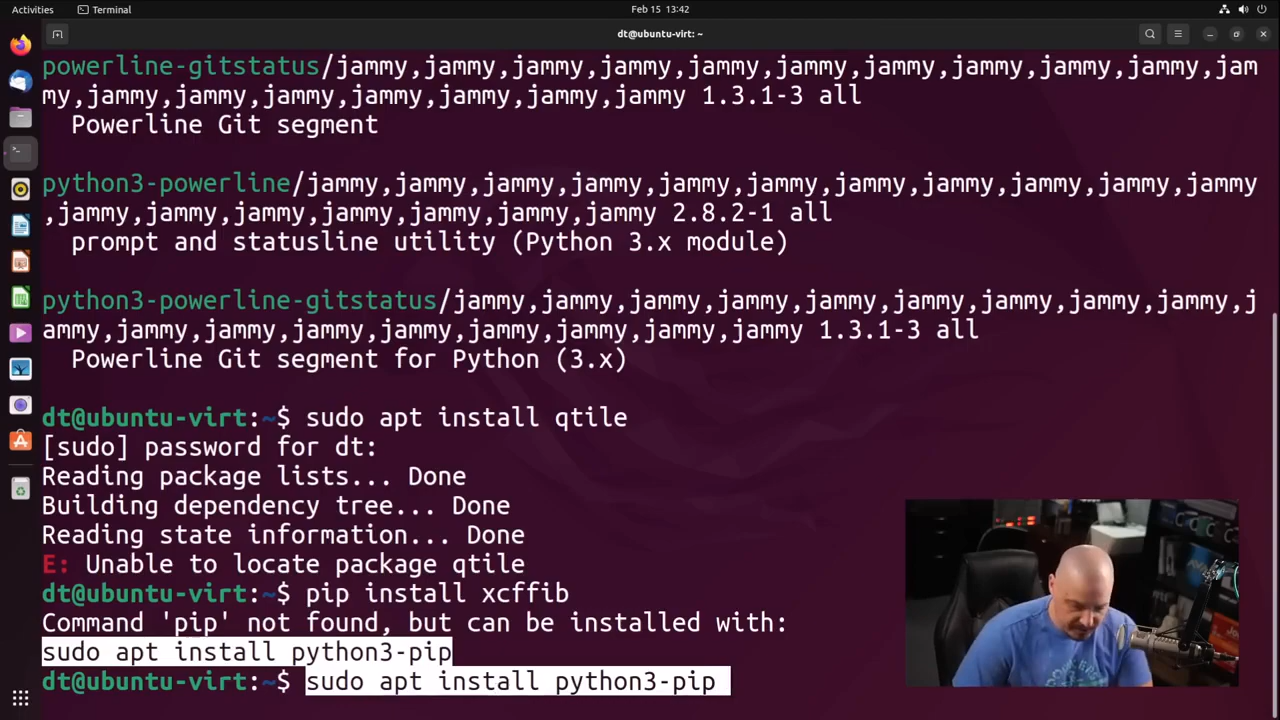 Activities
Terminal
Feb 15 13:42
dt@ubuntu-virt: ~
powerline-gitstatus/jammy,jammy,jammy,jammy,jammy,jammy,jammy,jammy,jammy,jammy,jam
my,jammy,jammy,jammy,jammy,jammy,jammy,jammy 1.3.1-3 all
Powerline Git segment
python3-powerline/jammy,jammy,jammy,jammy,jammy,jammy,jammy,jammy,jammy,jammy,jammy
,jammy,jammy,jammy,jammy,jammy,jammy,jammy 2.8.2-1 all
prompt and statusline utility (Python 3.x module)
python3-powerline-gitstatus/jammy,jammy,jammy,jammy,jammy,jammy,jammy,jammy,jammy,j
ammy,jammy,jammy,jammy,jammy,jammy,jammy,jammy,jammy 1.3.1-3 all
Powerline Git segment for Python (3.x)
dt@ubuntu-virt:~$ sudo apt install qtile
[sudo] password for dt:
Reading package lists... Done
Building dependency tree... Done
Reading state information... Done
E: Unable to locate package qtile
dt@ubuntu-virt:~$ pip install xcffib
Command 'pip' not found, but can be installed with:
sudo apt install python3-pip
dt@ubuntu-virt:~$ sudo apt install python3-pip